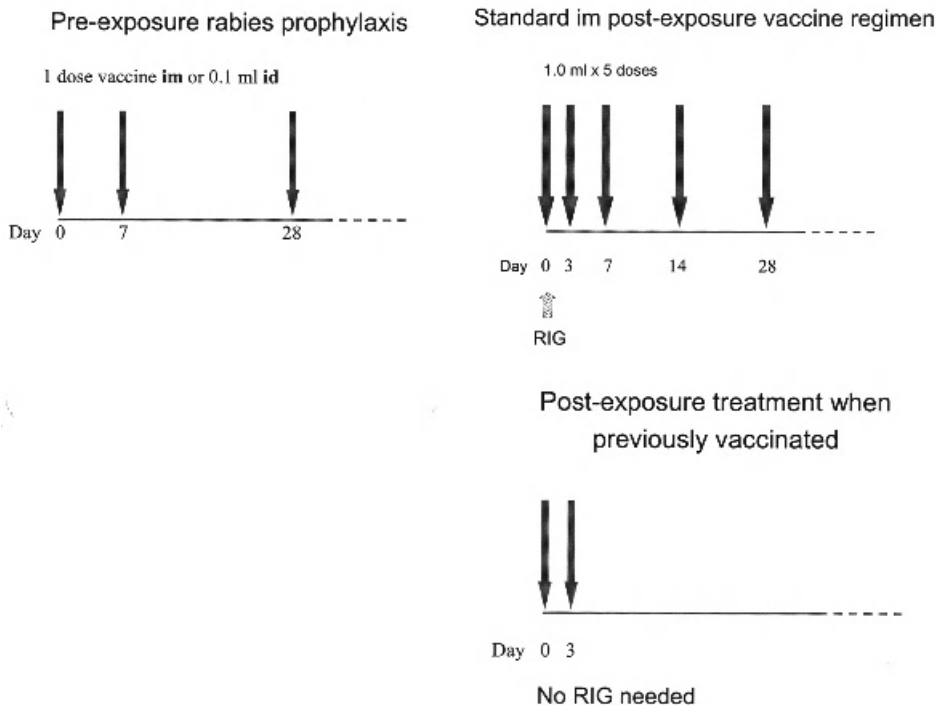 Pre-exposure rabies prophylaxis
1 dose vaccine im or 0.1 ml id
Day 0 7 28
Standard im post-exposure vaccine regimen
1.0 ml x 5 doses
Day 0 3 7 14 28
RIG
Post-exposure treatment when
previously vaccinated
Day 0 3
No RIG needed